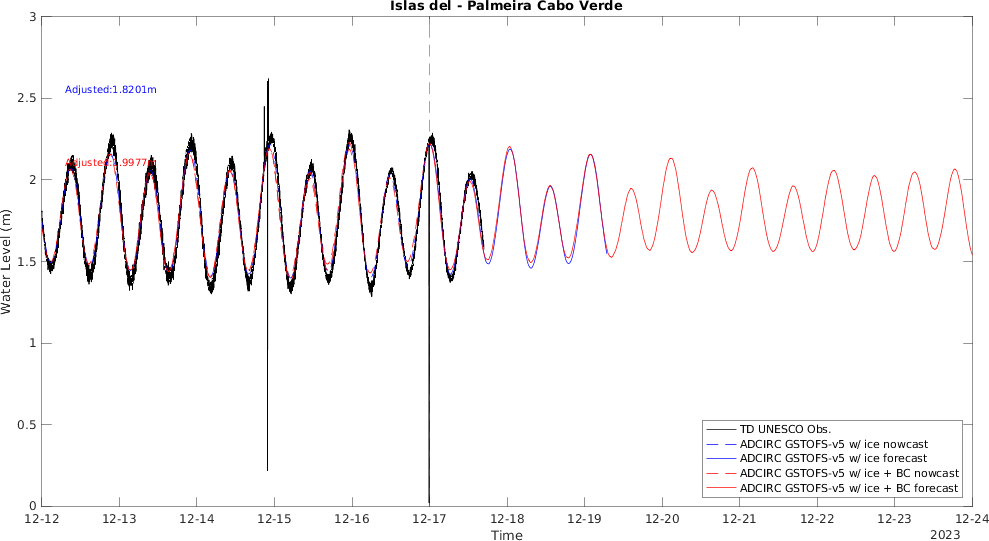 Islas del - Palmeira Cabo Verde
3
2.5
2
1.5
1
0.5
0
Water Level (m)
Adjusted:1.8201m
Adjusted:1.9977m
TD UNESCO Obs.
ADCIRC GSTOFS-v5 w/ ice nowcast
ADCIRC GSTOFS-v5 w/ ice forecast
ADCIRC GSTOFS-v5 w/ ice + BC nowcast
ADCIRC GSTOFS-v5 w/ ice + BC forecast
12-12 12-13 12-14 12-15 12-16 12-17 12-18 12-19 12-20 12-21 12-22 12-23 12-24
Time
2023